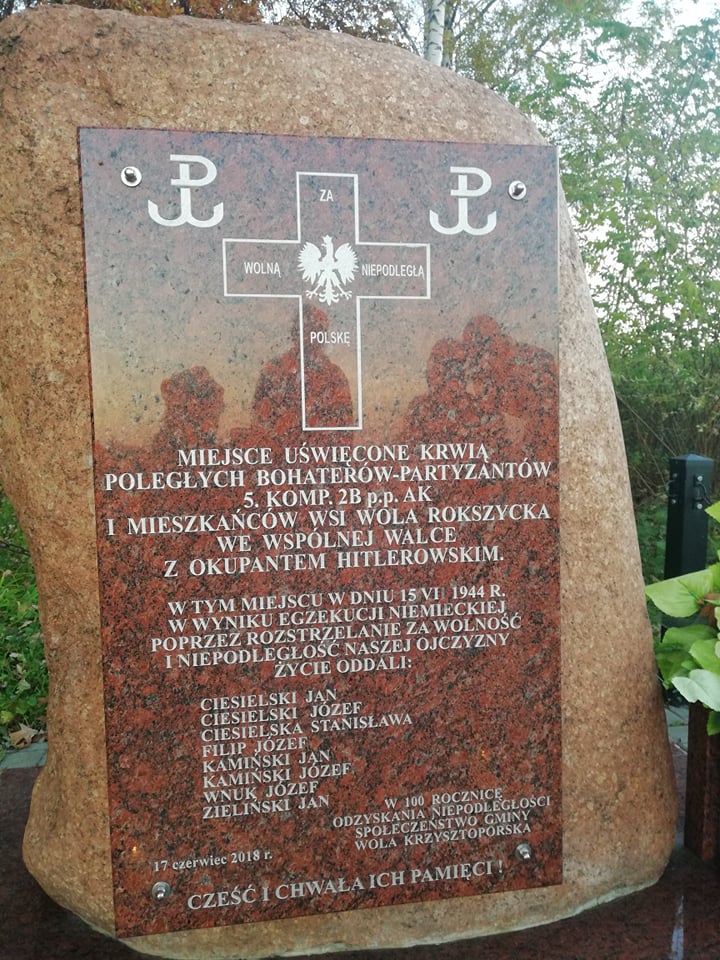 ZA
WOLNĄ NIEPODLEGŁĄ
POLSKĘ
MIEJSCE UŚWIĘCONE KRWIĄ
POLEGŁYCH BOHATERÓW-PARTYZANTÓW
5. KOMP. 2B p.p. AK
I MIESZKAŃCÓW WSI WOLA ROKSZYCKA
WE WSPÓLNEJ WALCE
Z OKUPANTEM HITLEROWSKIM.
W TYM MIEJSCU W DNIU 15 VI 1944 R.
W WYNIKU EGZEKUCJI NIEMIECKIEJ
POPRZEZ ROZSTRZELANIE ZA WOLNOŚĆ
I NIEPODLEGŁOŚĆ NASZEJ OJCZYZNY
ŻYCIE ODDALI:
CIESIELSKI JAN
CIESIELSKI JÓZEF
CIESIELSKA STANISŁAWA
FILIP JÓZEF
KAMIŃSKI JAN
KAMIŃSKI JÓZEF
WNUK JÓZEF
ZIELIŃSKI JAN
W 100 ROCZNICĘ
ODZYSKANIA NIEPODLEGŁOŚCI
SPOŁECZEŃSTWO GMINY
WOLA KRZYSZTOPORSKA
17 czerwiec 2018 r.
CZEŚĆ I CHWAŁA ICH PAMIĘCI !